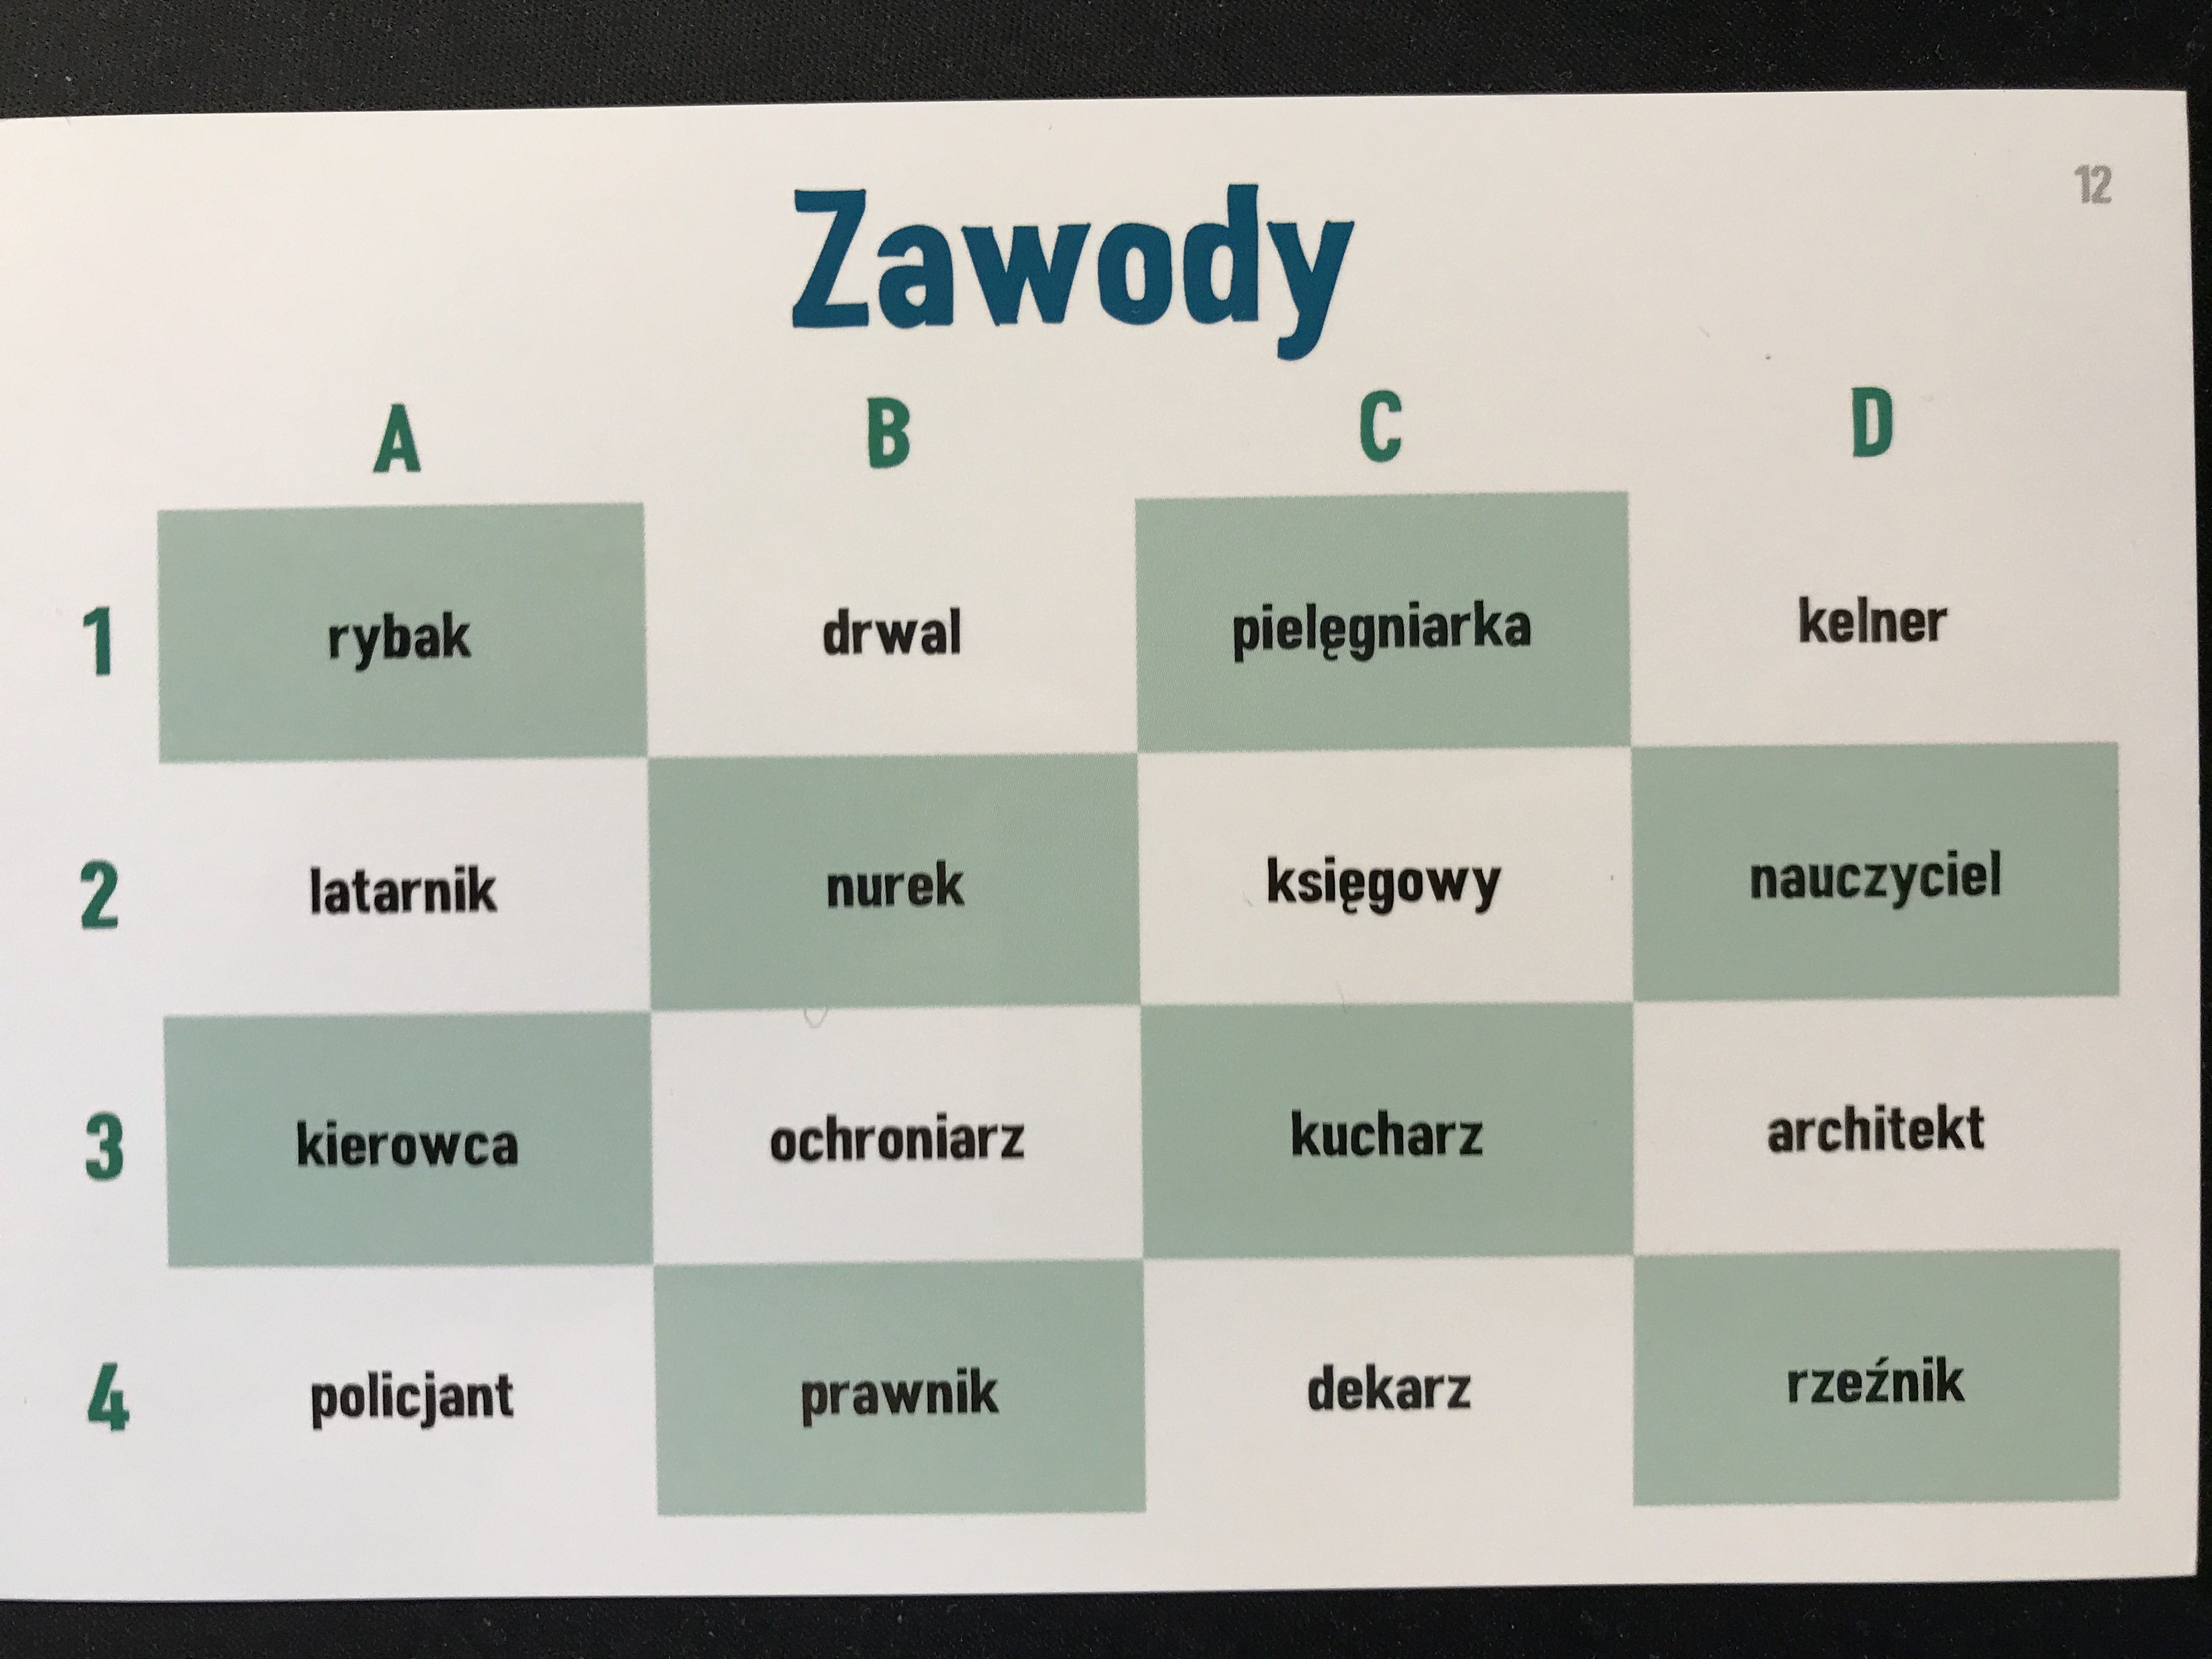 12
Zawody
A B C D
1 rybak drwal pielęgniarka kelner
2 latarnik nurek księgowy nauczyciel
3 kierowca ochroniarz kucharz architekt
4 policjant prawnik dekarz rzeźnik